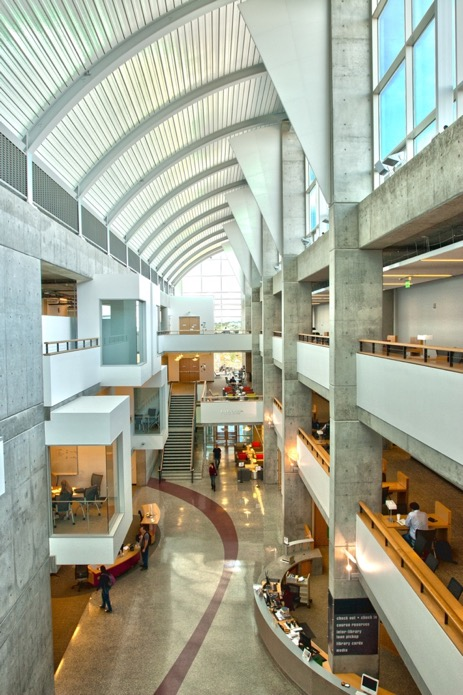 check out + check in
course reserves
inter-library
loan pickup
library cards
media